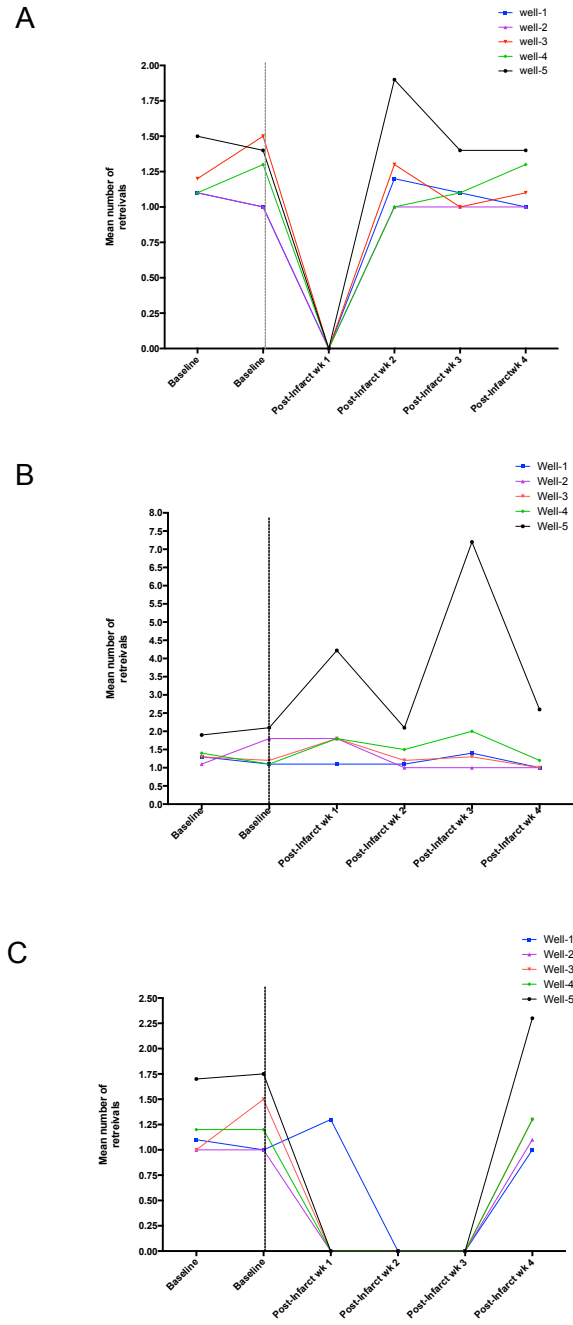 A
well-1
well-2
well-3
well-4
well-5
Mean number of
retreivals
2.00
1.75
1.50
1.25
1.00
0.75
0.50
0.25
0.00
Baseline
Baseline
Post-Infarct wk 1
Post-Infarct wk 2
Post-Infarct wk 3
Post-Infarctwk 4
B
Well-1
Well-2
Well-3
Well-4
Well-5
Mean number of
retreivals
8.0
7.5
7.0
6.5
6.0
5.5
5.0
4.5
4.0
3.5
3.0
2.5
2.0
1.5
1.0
0.5
0.0
Baseline
Baseline
Post-Infarct wk 1
Post-Infarct wk 2
Post-Infarct wk 3
Post-Infarct wk 4
C
Well-1
Well-2
Well-3
Well-4
Well-5
Mean number of
retreivals
2.50
2.25
2.00
1.75
1.50
1.25
1.00
0.75
0.50
0.25
0.00
Baseline
Baseline
Post-Infarct wk 1
Post-Infarct wk 2
Post-Infarct wk 3
Post-Infarct wk 4